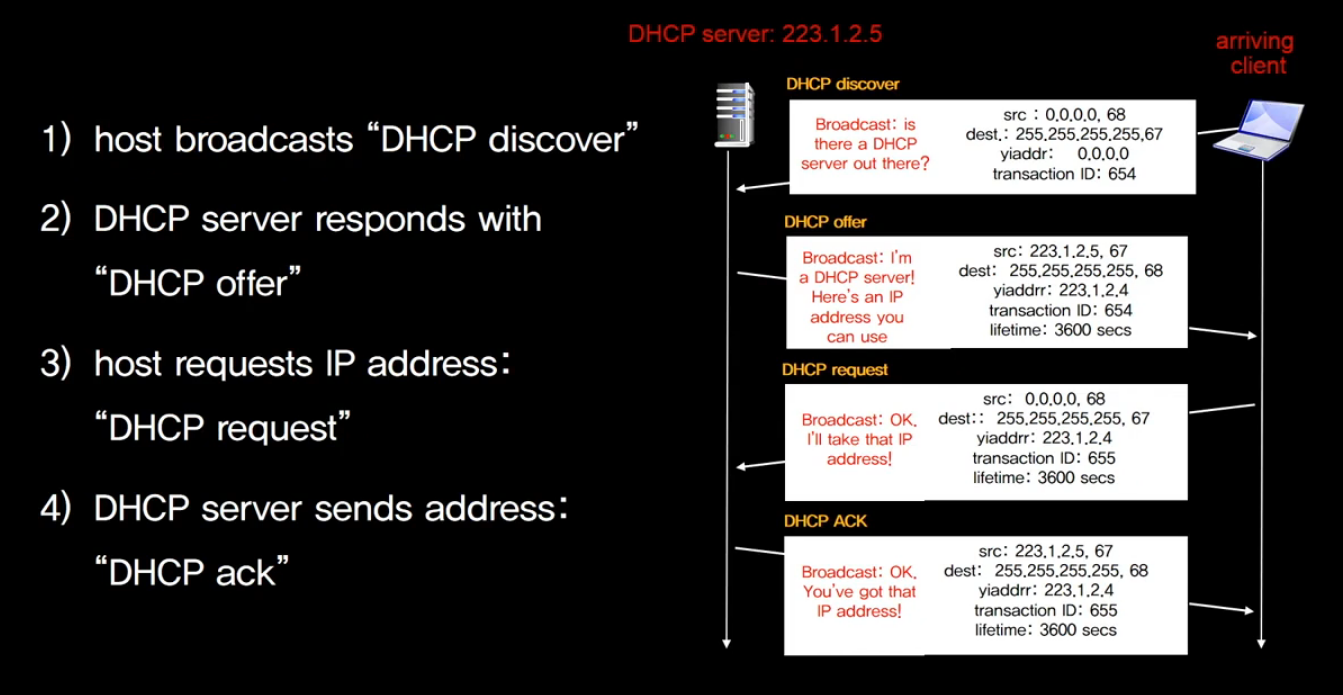 DHCP server: 223.1.2.5
arriving
client
1) host broadcasts “DHCP discover”
2) DHCP server responds with
“DHCP offer”
3) host requests IP address:
“DHCP request”
4) DHCP server sends address:
“DHCP ack”
DHCP discover
Broadcast: is
there a DHCP
server out there?
src : 0.0.0.0, 68
dest.: 255.255.255.255,67
yiaddr: 0.0.0.0
transaction ID: 654
DHCP offer
Broadcast: I'm
a DHCP server!
Here's an IP
address you
can use
src: 223.1.2.5, 67
dest: 255.255.255.255, 68
yiaddrr: 223.1.2.4
transaction ID: 654
lifetime: 3600 secs
DHCP request
Broadcast: OK.
I'll take that IP
address!
src: 0.0.0.0, 68
dest:: 255.255.255.255, 67
yiaddrr: 223.1.2.4
transaction ID: 655
lifetime: 3600 secs
DHCP ACK
Broadcast: OK.
You've got that
IP address!
src: 223.1.2.5, 67
dest: 255.255.255.255, 68
yiaddrr: 223.1.2.4
transaction ID: 655
lifetime: 3600 secs